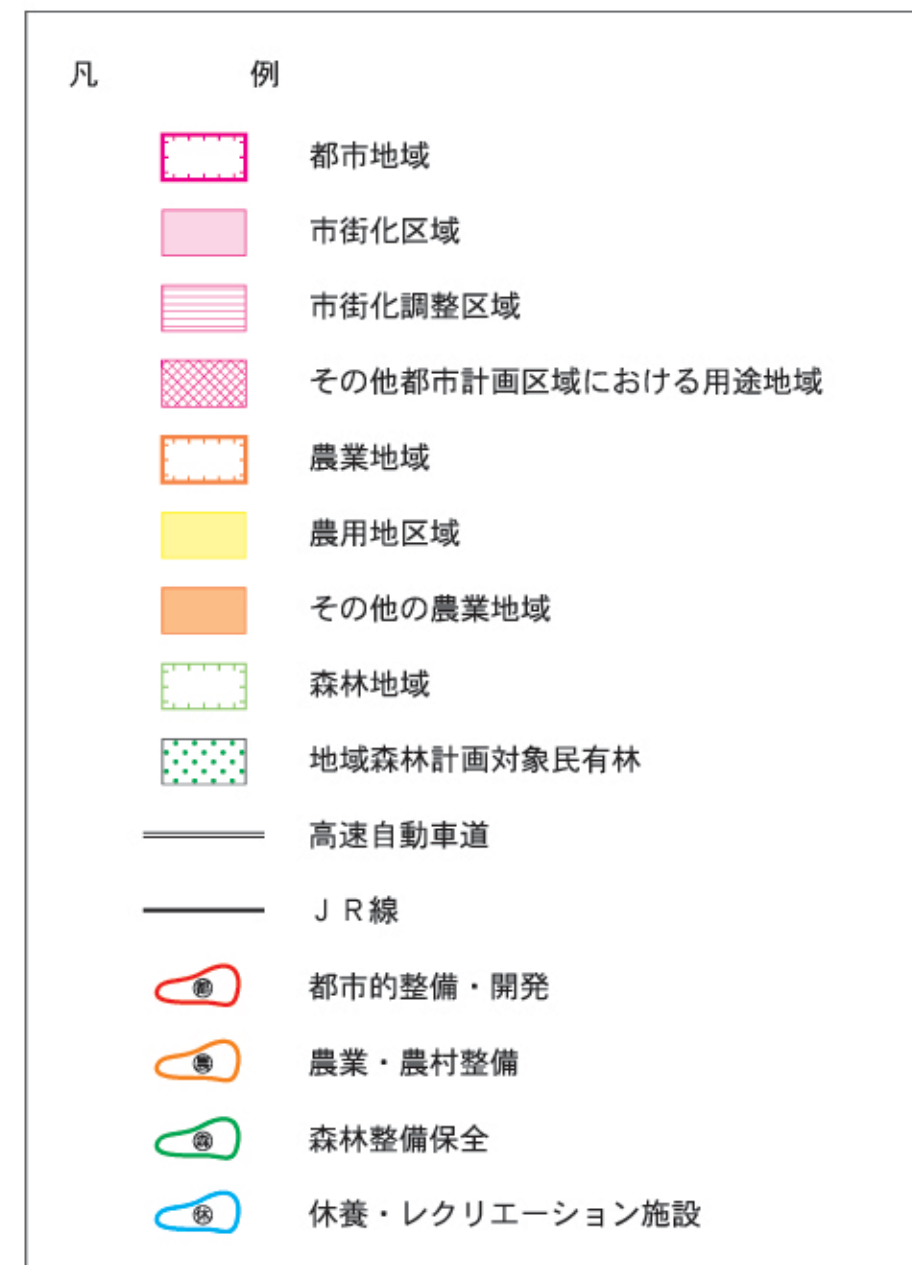 凡　例
都市地域
市街化区域
市街化調整区域
その他都市計画区域における用途地域
農業地域
農用地区域
その他の農業地域
森林地域
地域森林計画対象民有林
高速自動車道
ＪＲ線
都 都市的整備・開発
農 農業・農村整備
森 森林整備保全
休 休養・レクリエーション施設